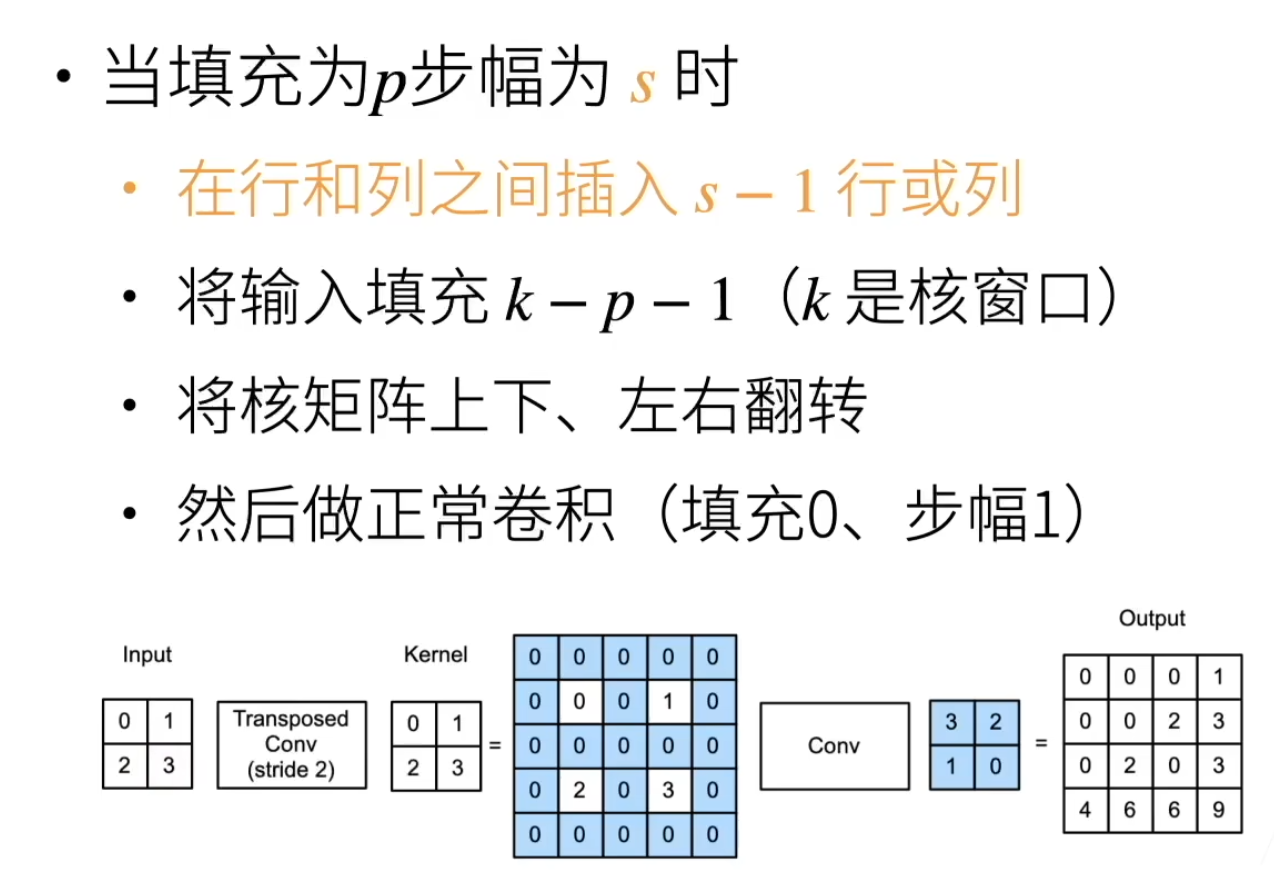 • 当填充为p步幅为 s 时
• 在行和列之间插入 s − 1 行或列
• 将输入填充 k − p − 1（k 是核窗口）
• 将核矩阵上下、左右翻转
• 然后做正常卷积（填充0、步幅1）
Input
0 1
2 3
Transposed
Conv
(stride 2)
Kernel
0 1
2 3
=
0 0 0 0 0
0 0 0 1 0
0 0 0 0 0
0 2 0 3 0
0 0 0 0 0
Conv
3 2
1 0
=
Output
0 0 0 1
0 0 2 3
0 2 0 3
4 6 6 9